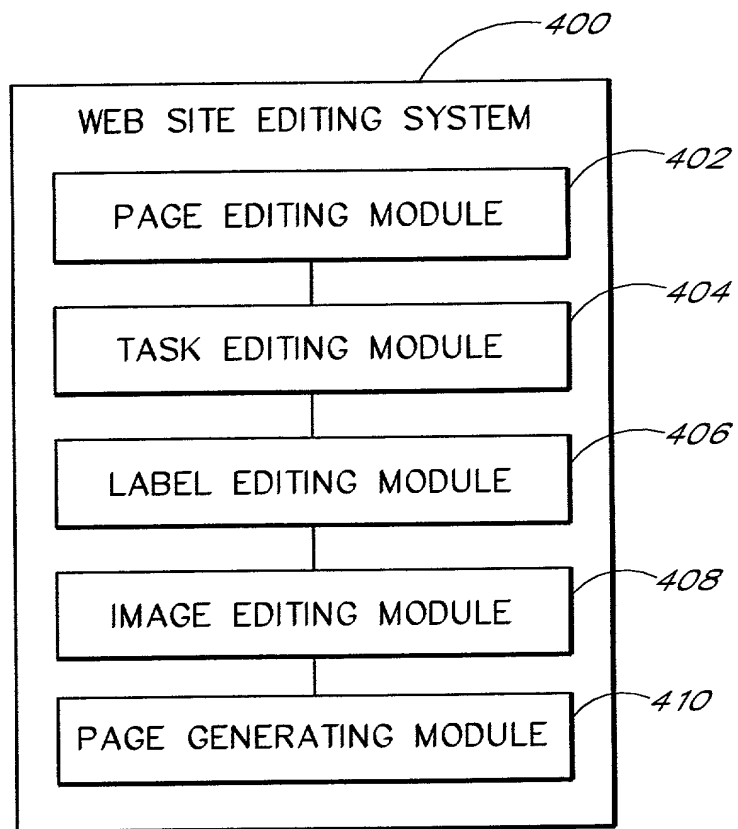 400
WEB SITE EDITING SYSTEM
402
PAGE EDITING MODULE
404
TASK EDITING MODULE
406
LABEL EDITING MODULE
408
IMAGE EDITING MODULE
410
PAGE GENERATING MODULE